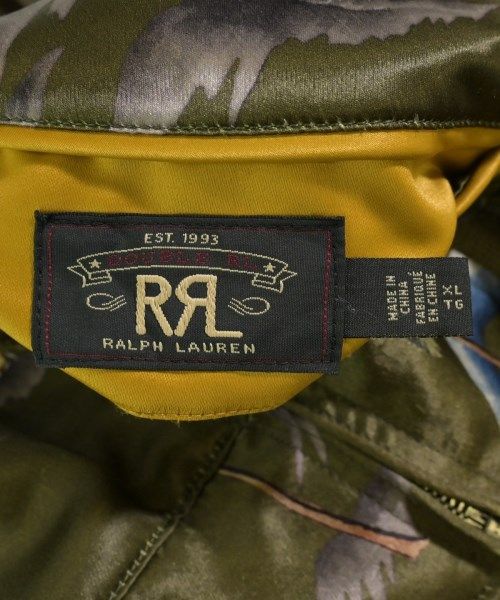 EST. 1993
DOUBLE RL
RRL
RALPH LAUREN
MADE IN
CHINA
FABRIQUÉ
EN CHINE
XL
TG